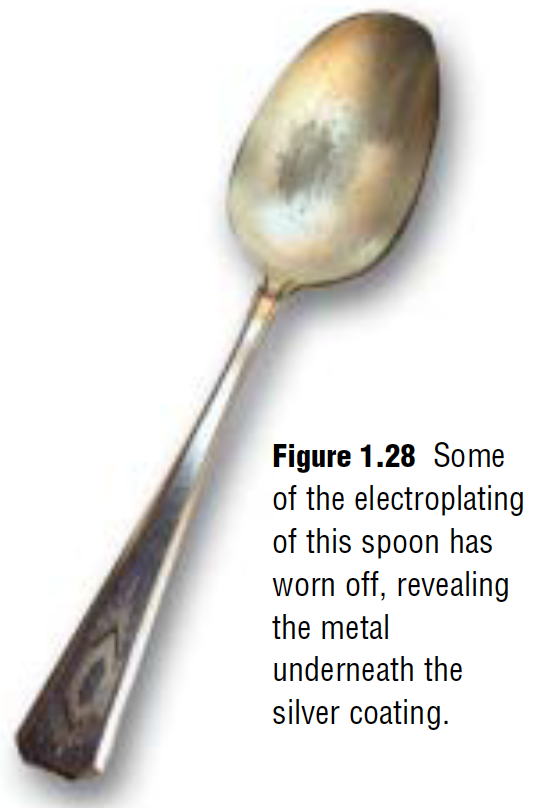 Figure 1.28 Some
of the electroplating
of this spoon has
worn off, revealing
the metal
underneath the
silver coating.